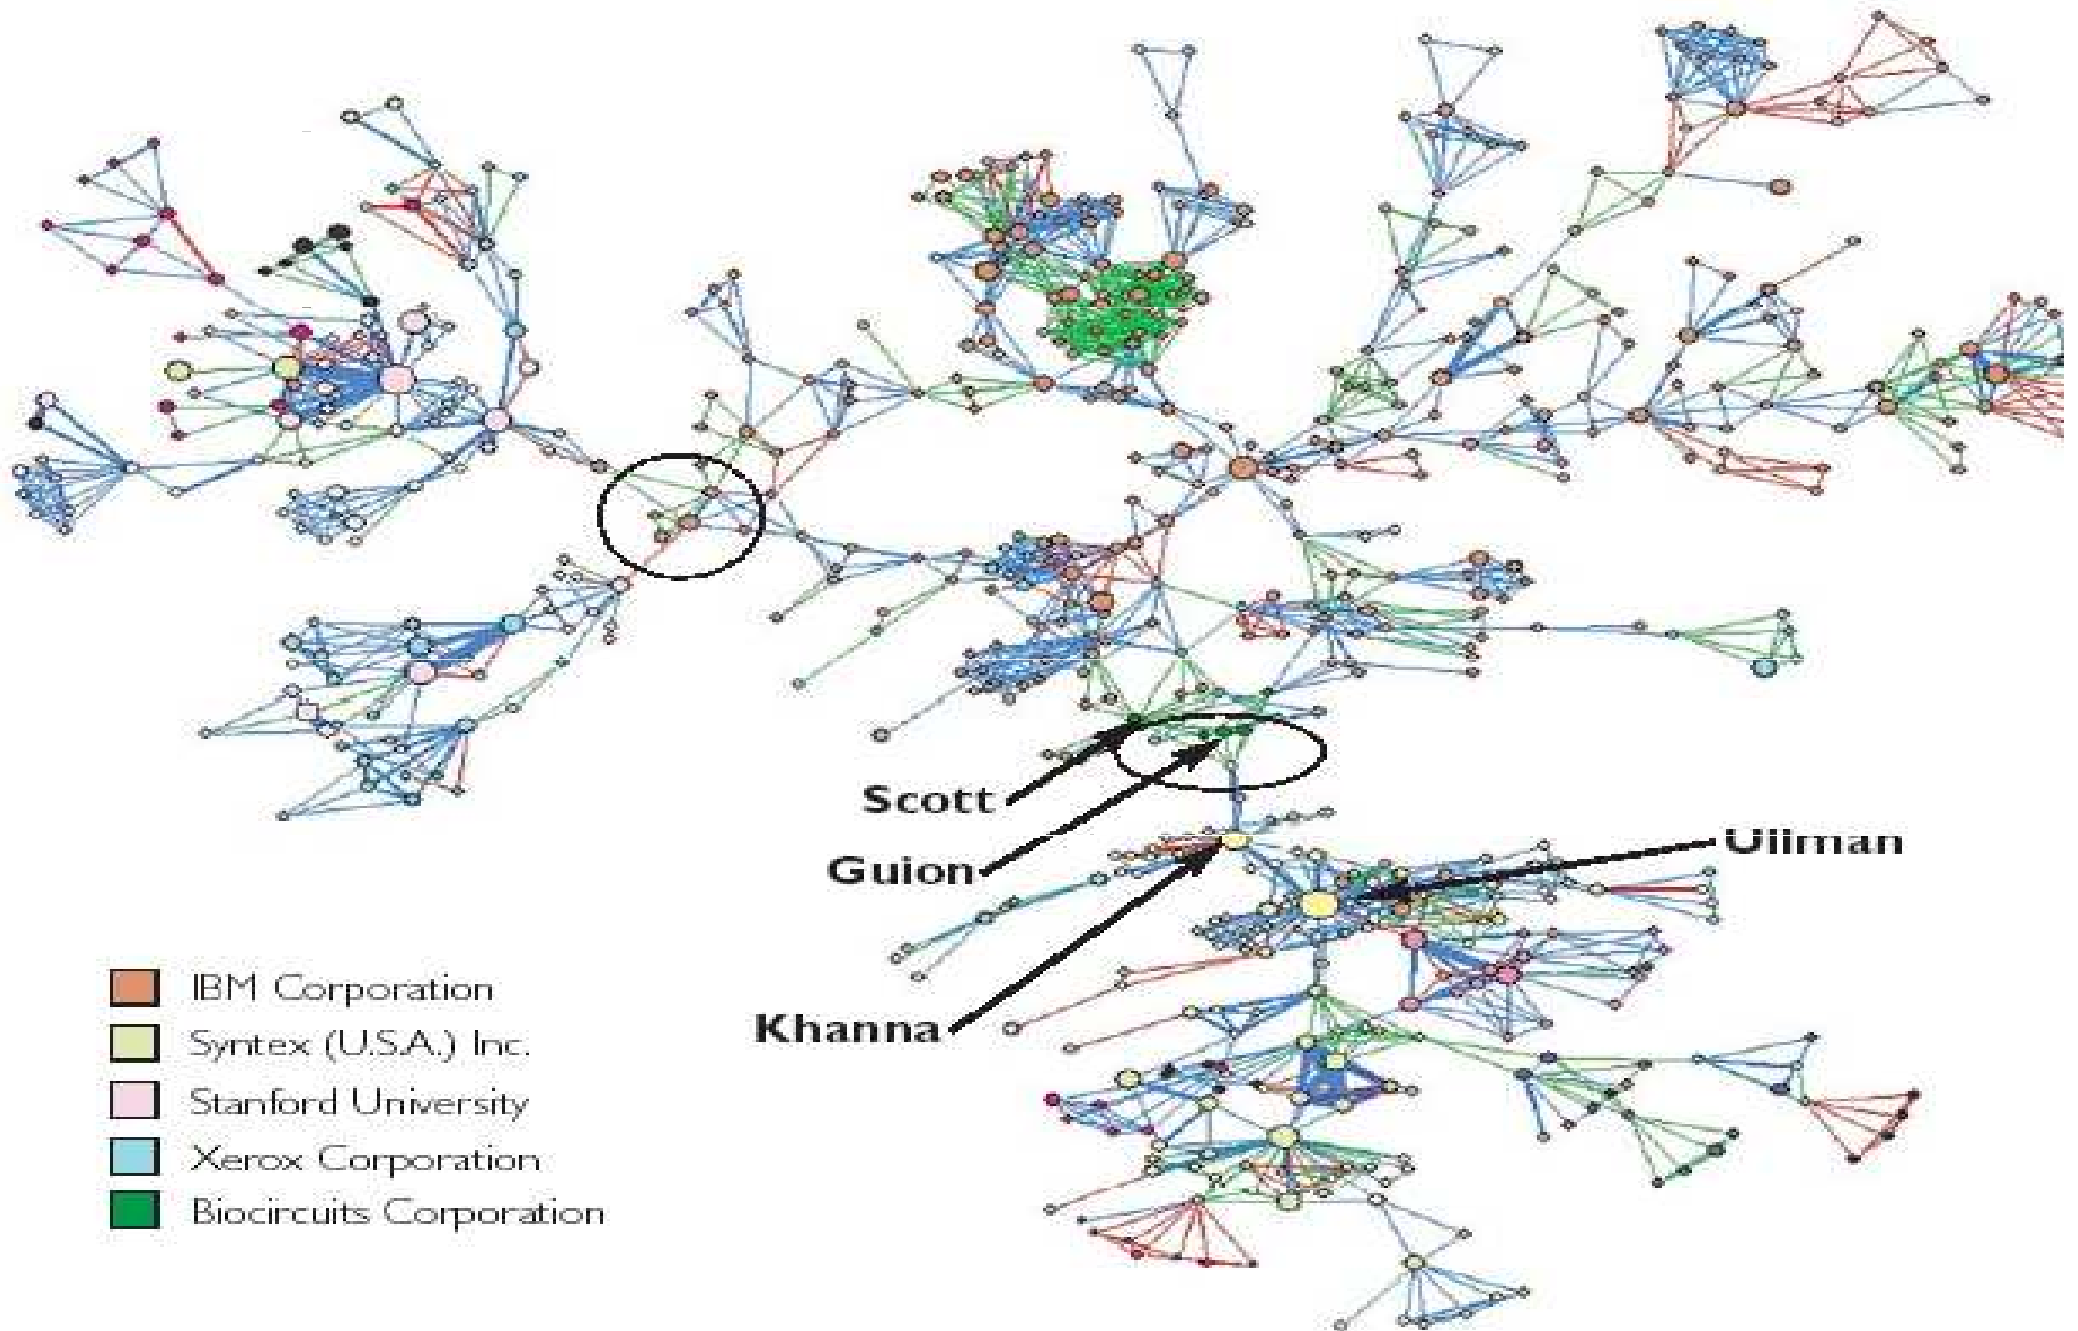 Scott
Guion
Ullman
Khanna
IBM Corporation
Syntex (U.S.A.) Inc.
Stanford University
Xerox Corporation
Biocircuits Corporation